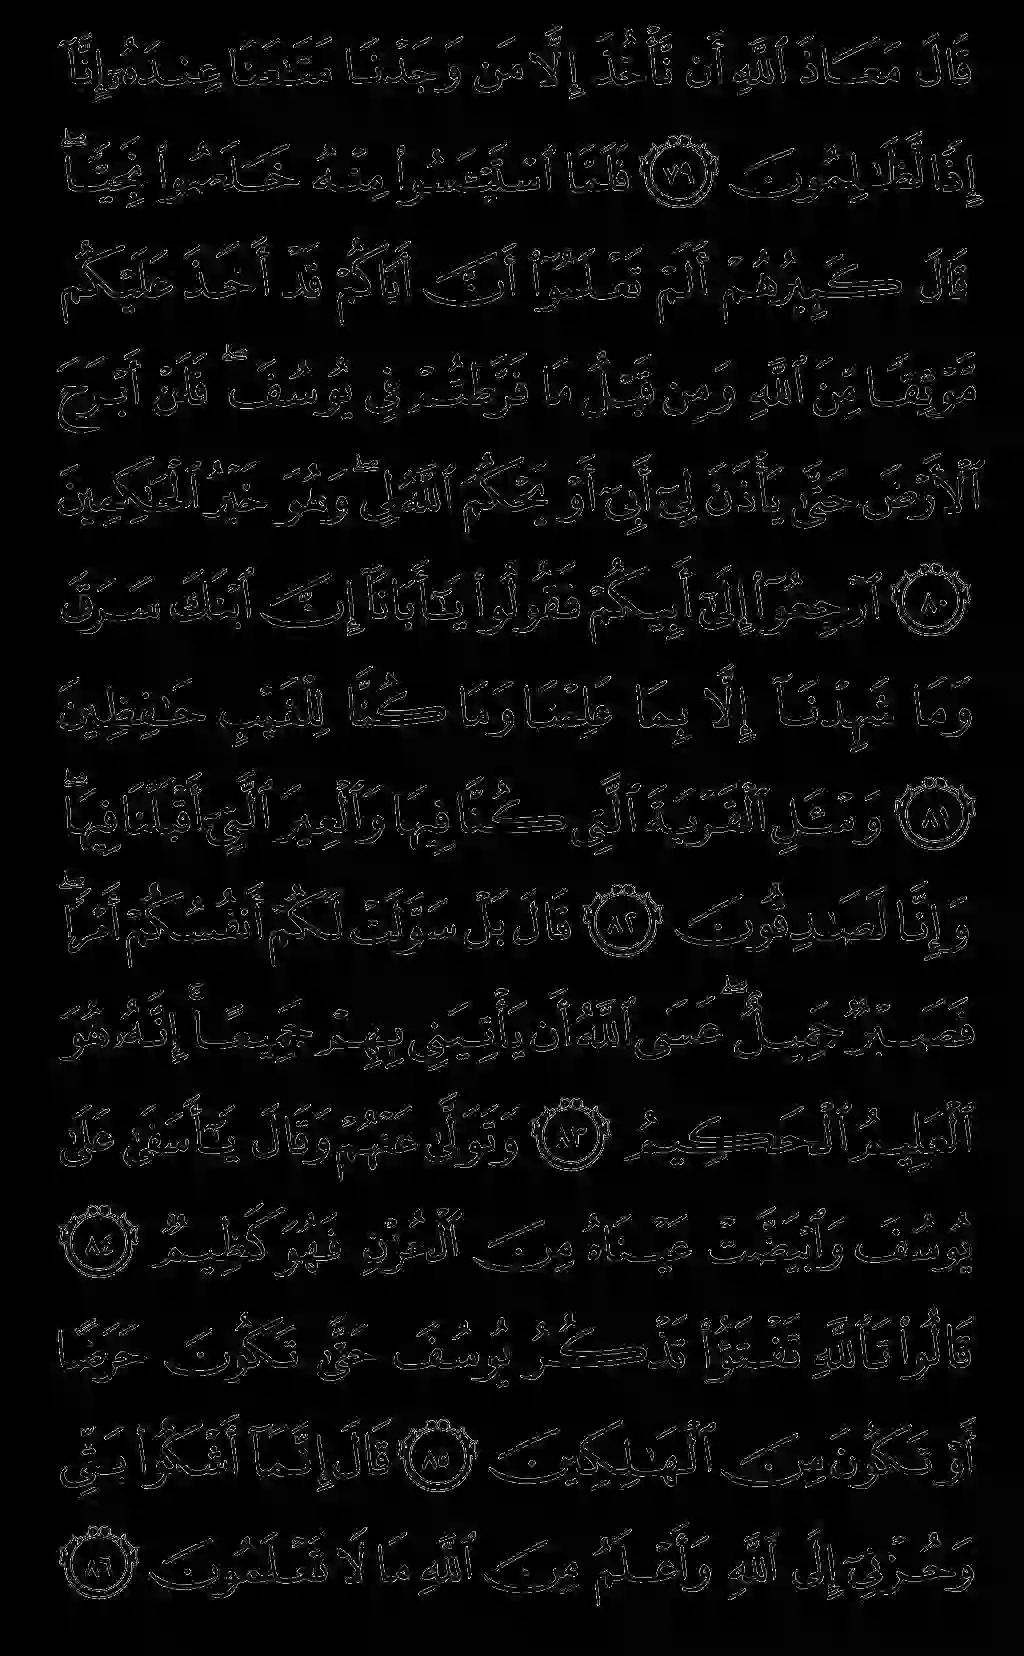 قَالَ مَعَاذَ ٱللَّهِ أَن نَّأْخُذَ إِلَّا مَن وَجَدْنَا مَتَـٰعَنَا عِندَهُۥٓ إِنَّآ
إِذًا لَّظَـٰلِمُونَ ٧٩ فَلَمَّا ٱسْتَيْـَٔسُوا۟ مِنْهُ خَلَصُوا۟ نَجِيًّا ۖ
قَالَ كَبِيرُهُمْ أَلَمْ تَعْلَمُوٓا۟ أَنَّ أَبَاكُمْ قَدْ أَخَذَ عَلَيْكُم
مَّوْثِقًا مِّنَ ٱللَّهِ وَمِن قَبْلُ مَا فَرَّطتُمْ فِى يُوسُفَ ۖ فَلَنْ أَبْرَحَ
ٱلْأَرْضَ حَتَّىٰ يَأْذَنَ لِىٓ أَبِىٓ أَوْ يَحْكُمَ ٱللَّهُ لِى ۖ وَهُوَ خَيْرُ ٱلْحَـٰكِمِينَ
٨٠ ٱرْجِعُوٓا۟ إِلَىٰٓ أَبِيكُمْ فَقُولُوا۟ يَـٰٓأَبَانَآ إِنَّ ٱبْنَكَ سَرَقَ
وَمَا شَهِدْنَآ إِلَّا بِمَا عَلِمْنَا وَمَا كُنَّا لِلْغَيْبِ حَـٰفِظِينَ
٨١ وَسْـَٔلِ ٱلْقَرْيَةَ ٱلَّتِى كُنَّا فِيهَا وَٱلْعِيرَ ٱلَّتِىٓ أَقْبَلْنَا فِيهَا ۖ
وَإِنَّا لَصَـٰدِقُونَ ٨٢ قَالَ بَلْ سَوَّلَتْ لَكُمْ أَنفُسُكُمْ أَمْرًا ۖ
فَصَبْرٌ جَمِيلٌ ۖ عَسَى ٱللَّهُ أَن يَأْتِيَنِى بِهِمْ جَمِيعًا ۚ إِنَّهُۥ هُوَ
ٱلْعَلِيمُ ٱلْحَكِيمُ ٨٣ وَتَوَلَّىٰ عَنْهُمْ وَقَالَ يَـٰٓأَسَفَىٰ عَلَىٰ
يُوسُفَ وَٱبْيَضَّتْ عَيْنَاهُ مِنَ ٱلْحُزْنِ فَهُوَ كَظِيمٌ ٨٤
قَالُوا۟ تَٱللَّهِ تَفْتَؤُا۟ تَذْكُرُ يُوسُفَ حَتَّىٰ تَكُونَ حَرَضًا
أَوْ تَكُونَ مِنَ ٱلْهَـٰلِكِينَ ٨٥ قَالَ إِنَّمَآ أَشْكُوا۟ بَثِّى
وَحُزْنِىٓ إِلَى ٱللَّهِ وَأَعْلَمُ مِنَ ٱللَّهِ مَا لَا تَعْلَمُونَ ٨٦